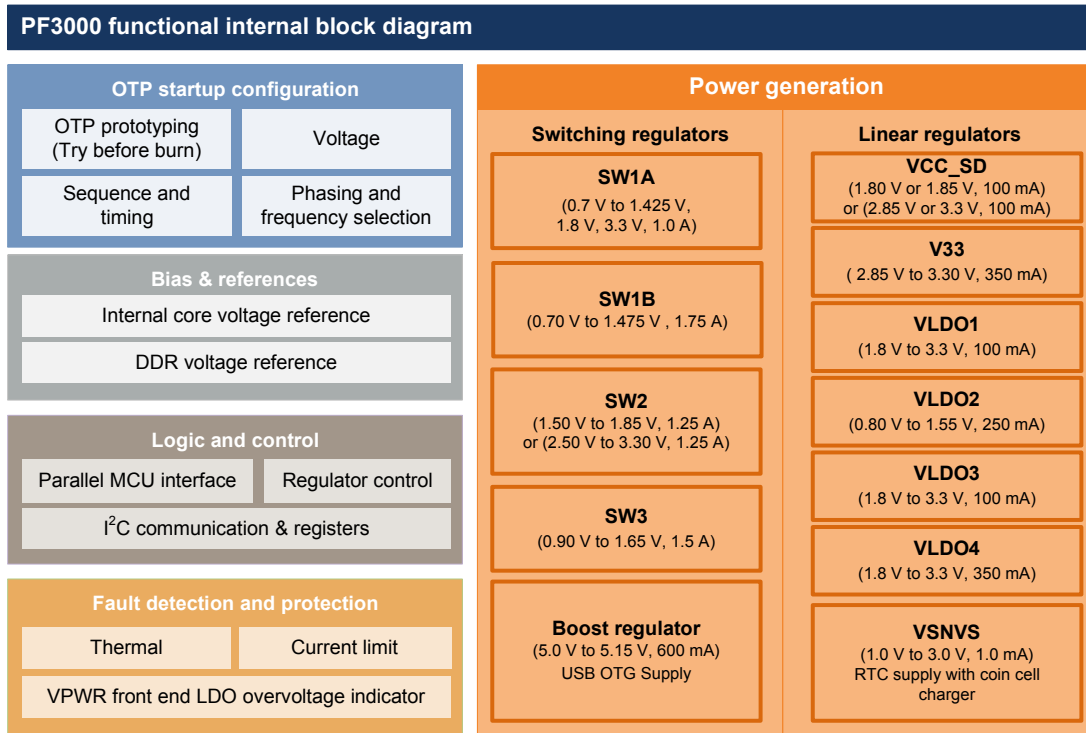 PF3000 functional internal block diagram
OTP startup configuration
OTP prototyping
(Try before burn)
Voltage
Sequence and
timing
Phasing and
frequency selection
Bias & references
Internal core voltage reference
DDR voltage reference
Logic and control
Parallel MCU interface
Regulator control
I²C communication & registers
Fault detection and protection
Thermal
Current limit
VPWR front end LDO overvoltage indicator
Power generation
Switching regulators
SW1A
(0.7 V to 1.425 V,
1.8 V, 3.3 V, 1.0 A)
SW1B
(0.70 V to 1.475 V , 1.75 A)
SW2
(1.50 V to 1.85 V, 1.25 A)
or (2.50 V to 3.30 V, 1.25 A)
SW3
(0.90 V to 1.65 V, 1.5 A)
Boost regulator
(5.0 V to 5.15 V, 600 mA)
USB OTG Supply
Linear regulators
VCC_SD
(1.80 V or 1.85 V, 100 mA)
or (2.85 V or 3.3 V, 100 mA)
V33
( 2.85 V to 3.30 V, 350 mA)
VLDO1
(1.8 V to 3.3 V, 100 mA)
VLDO2
(0.80 V to 1.55 V, 250 mA)
VLDO3
(1.8 V to 3.3 V, 100 mA)
VLDO4
(1.8 V to 3.3 V, 350 mA)
VSNVS
(1.0 V to 3.0 V, 1.0 mA)
RTC supply with coin cell
charger